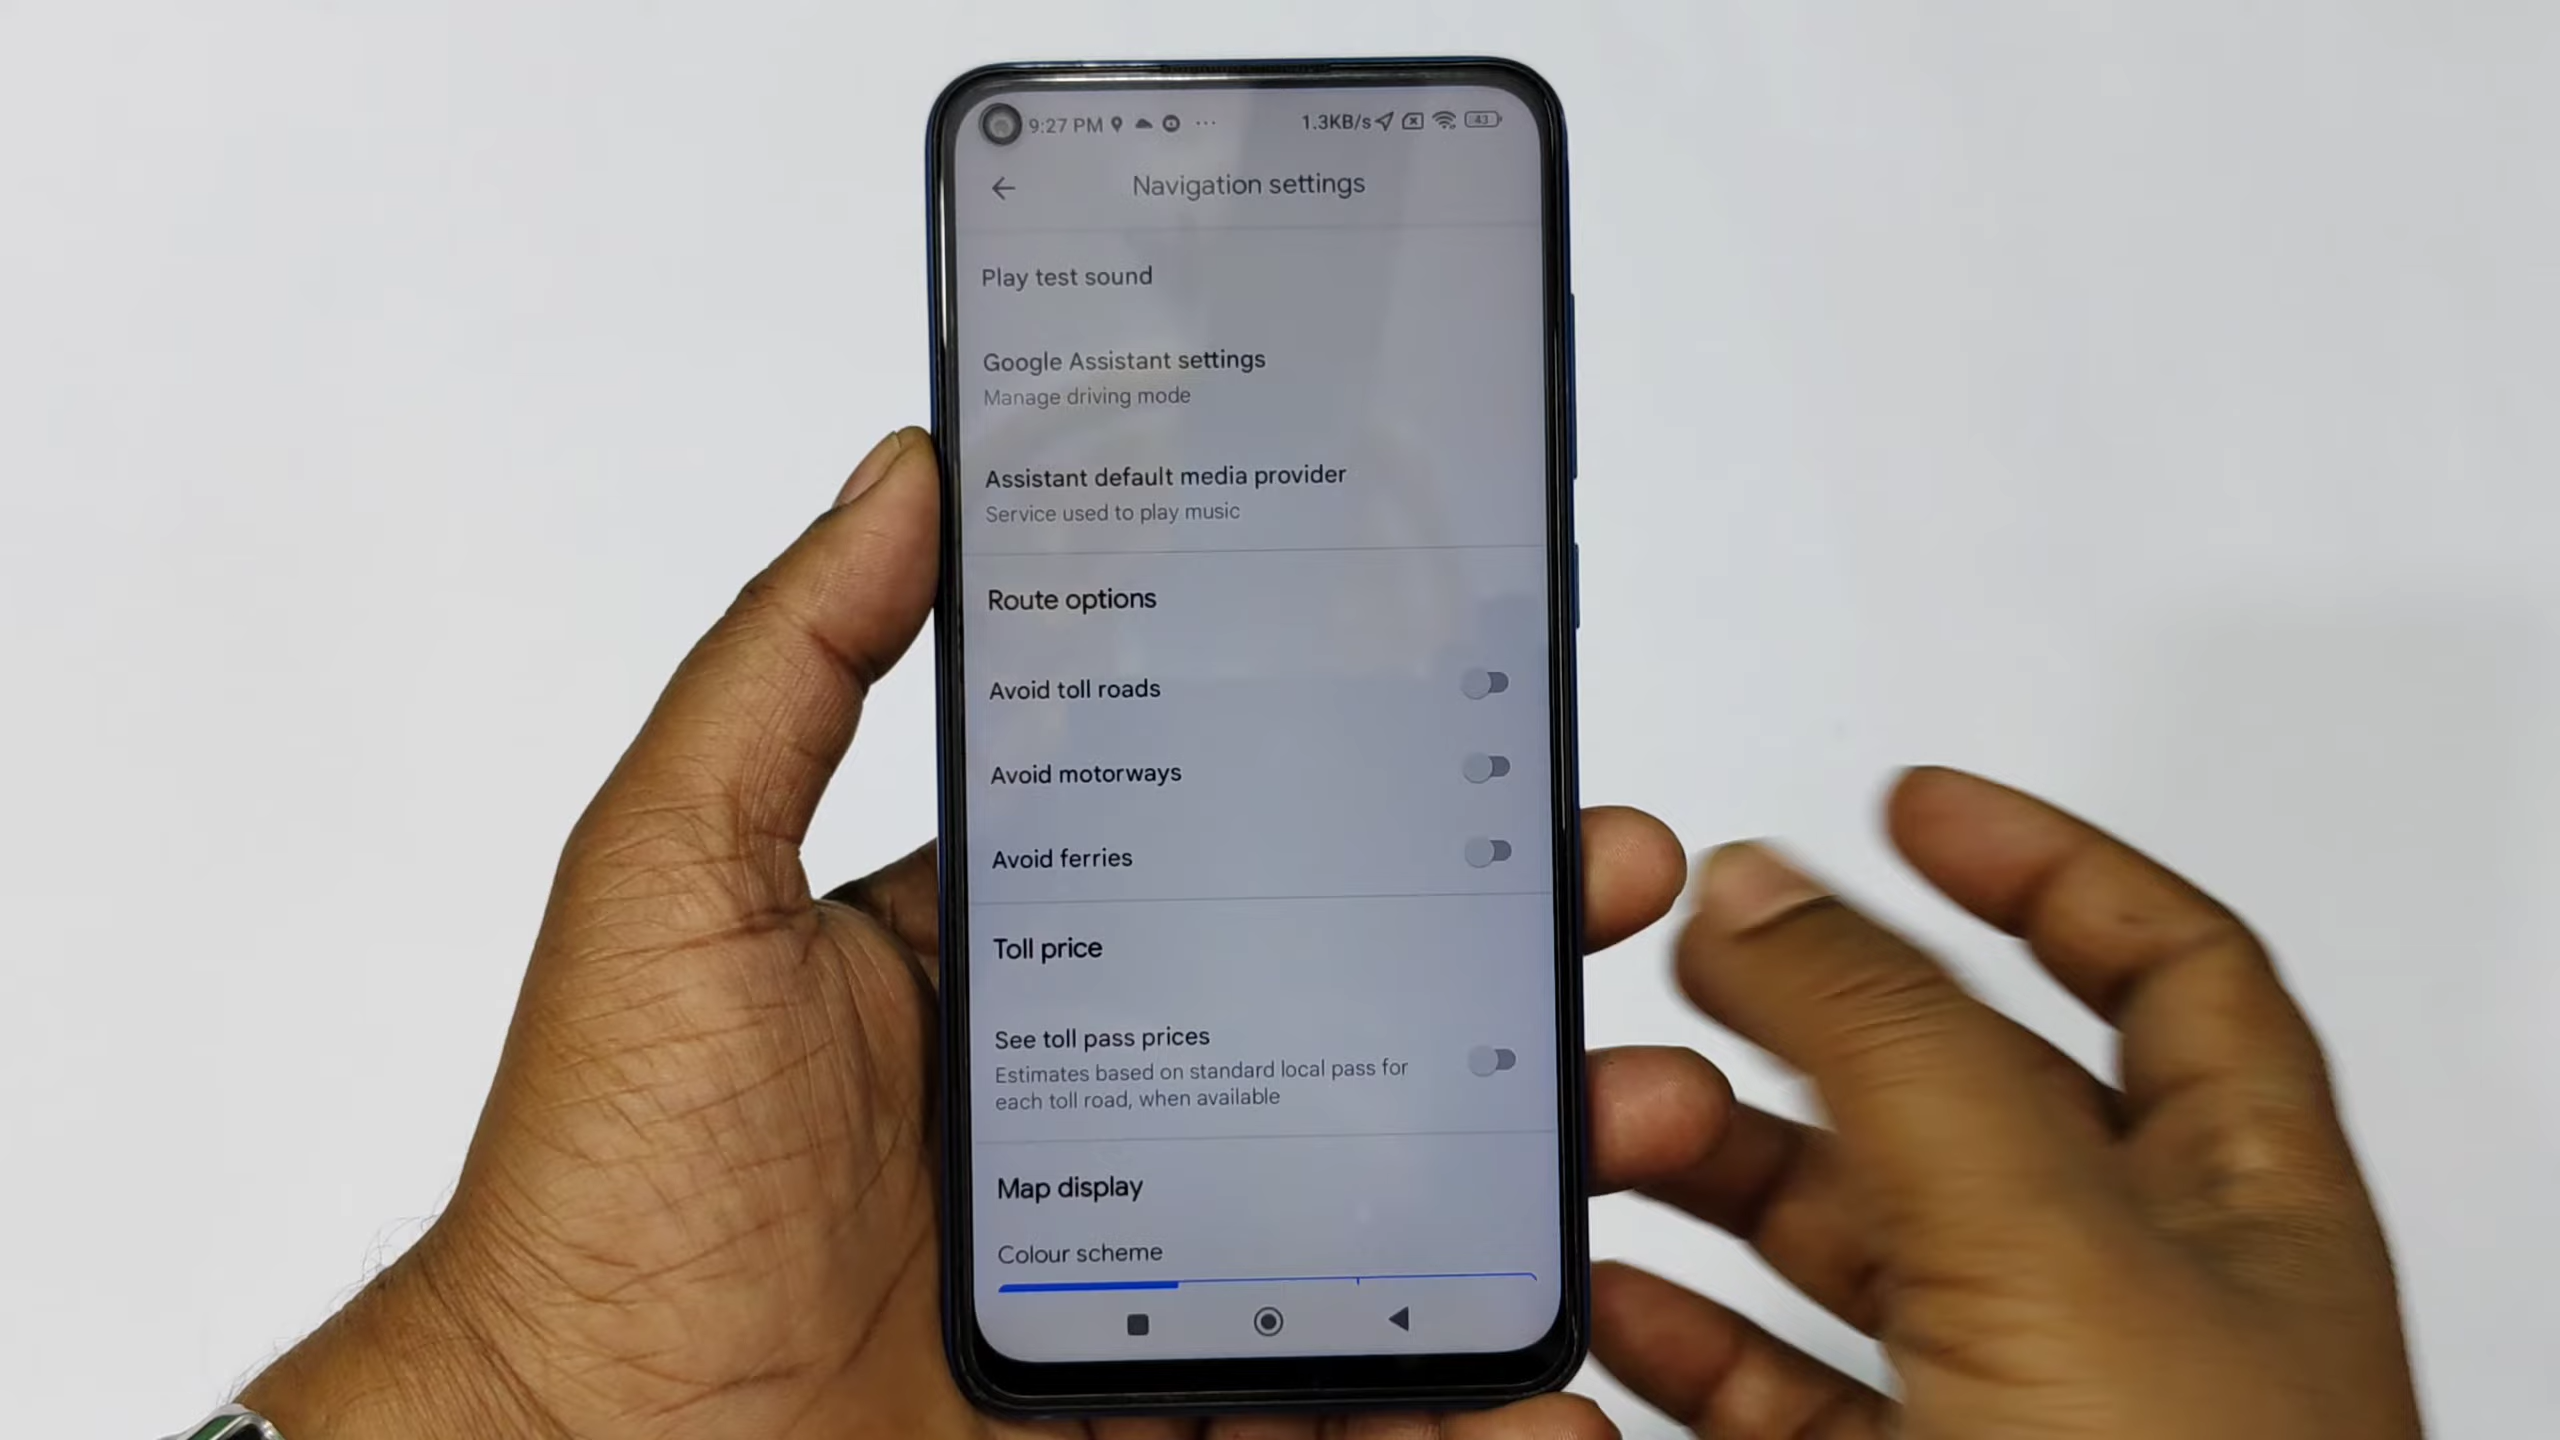 9:27 PM ··· 1.3KB/s 43
Navigation settings
Play test sound
Google Assistant settings
Manage driving mode
Assistant default media provider
Service used to play music
Route options
Avoid toll roads
Avoid motorways
Avoid ferries
Toll price
See toll pass prices
Estimates based on standard local pass for
each toll road, when available
Map display
Colour scheme